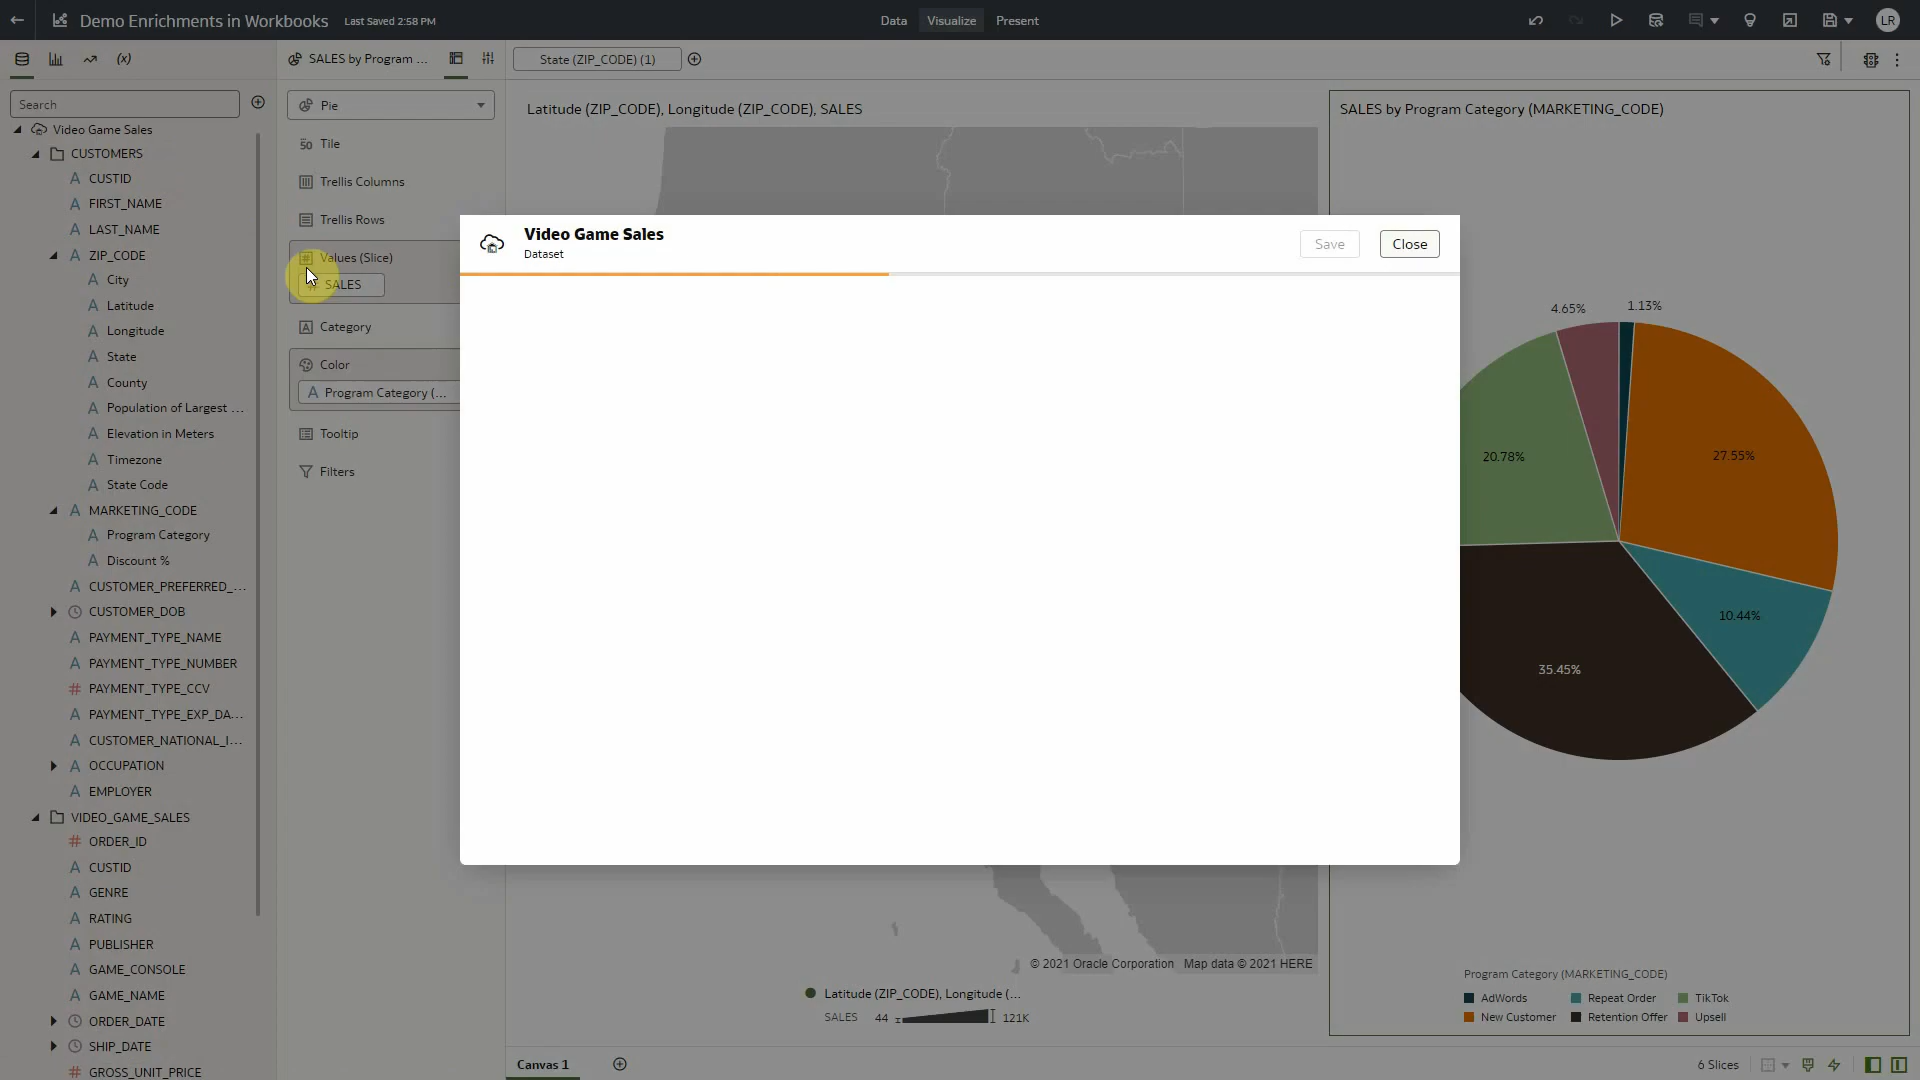 Demo Enrichments in Workbooks
Last Saved 2:58 PM
Data
Visualize
Present
LR
SALES by Program ...
State (ZIP_CODE) (1)
Search
Video Game Sales
CUSTOMERS
CUSTID
FIRST_NAME
LAST_NAME
ZIP_CODE
City
Latitude
Longitude
State
County
Population of Largest ...
Elevation in Meters
Timezone
State Code
MARKETING_CODE
Program Category
Discount %
CUSTOMER_PREFERRED_...
CUSTOMER_DOB
PAYMENT_TYPE_NAME
PAYMENT_TYPE_NUMBER
PAYMENT_TYPE_CCV
PAYMENT_TYPE_EXP_DA...
CUSTOMER_NATIONAL_I...
OCCUPATION
EMPLOYER
VIDEO_GAME_SALES
ORDER_ID
CUSTID
GENRE
RATING
PUBLISHER
GAME_CONSOLE
GAME_NAME
ORDER_DATE
SHIP_DATE
GROSS_UNIT_PRICE
Pie
Tile
Trellis Columns
Trellis Rows
Values (Slice)
SALES
Category
Color
Program Category (...
Tooltip
Filters
Latitude (ZIP_CODE), Longitude (ZIP_CODE), SALES
Video Game Sales
Dataset
Save
Close
© 2021 Oracle Corporation Map data © 2021 HERE
Latitude (ZIP_CODE), Longitude (...
SALES 44 121K
SALES by Program Category (MARKETING_CODE)
4.65%
1.13%
27.55%
20.78%
10.44%
35.45%
Program Category (MARKETING_CODE)
AdWords Repeat Order TikTok
New Customer Retention Offer Upsell
Canvas 1
6 Slices